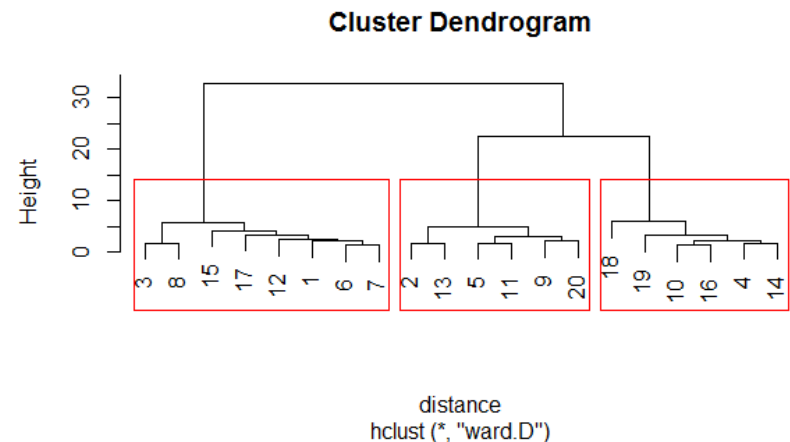 Cluster Dendrogram
Height
30
20
10
0
3 8 15 17 12 1 6 7 2 13 5 11 9 20 18 19 10 16 4 14
distance
hclust (*, "ward.D")